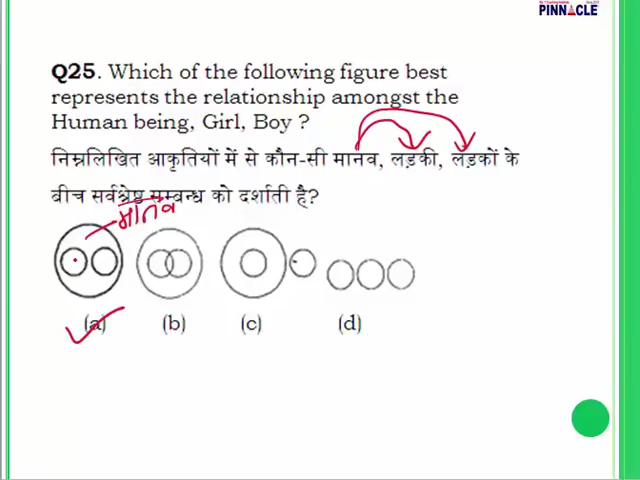 PINNACLE
Q25. Which of the following figure best
represents the relationship amongst the
Human being, Girl, Boy ?
निम्नलिखित आकृतियों में से कौन-सी मानव, लड़की, लड़कों के
बीच सर्वश्रेष्ठ सम्बन्ध को दर्शाती है?
मानव
(a) (b) (c) (d)